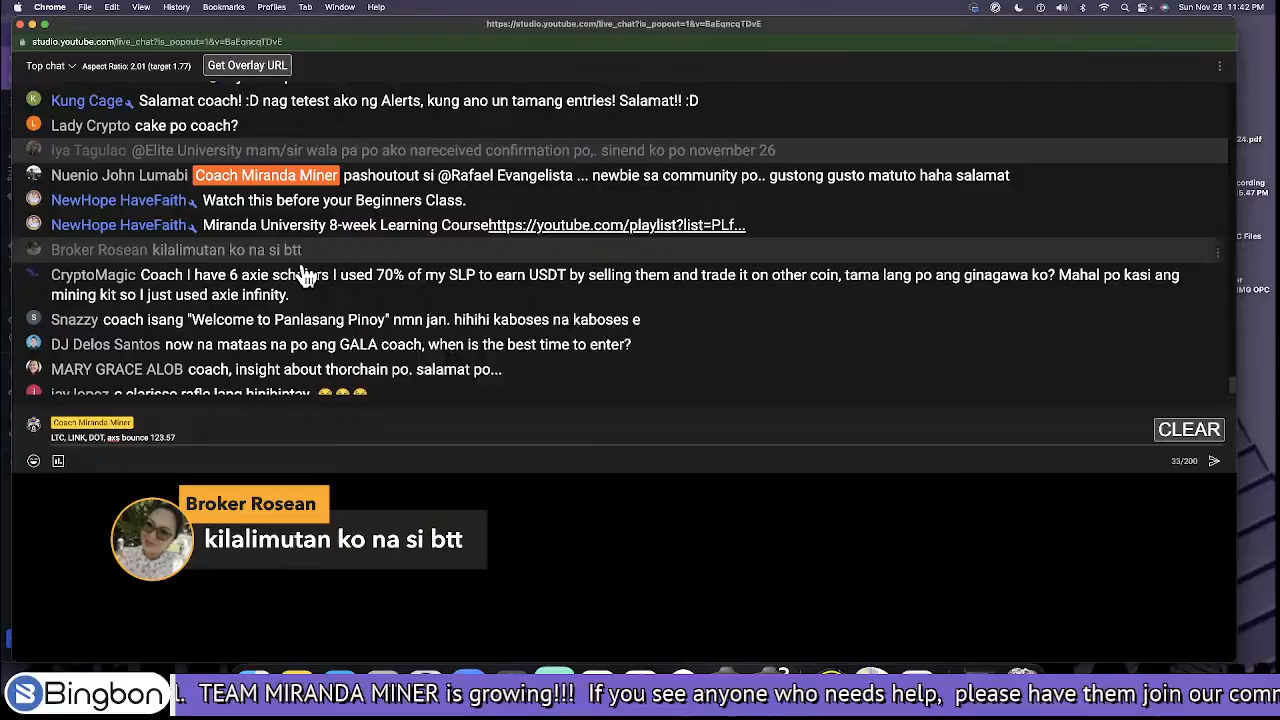 Chrome File Edit View History Bookmarks Profiles Tab Window Help Sun Nov 28 11:42 PM
https://studio.youtube.com/live_chat?is_popout=1&v=BaEqncqTDvE
studio.youtube.com/live_chat?is_popout=1&v=BaEqncqTDvE
Top chat Aspect Ratio: 2.01 (target 1.77) Get Overlay URL
K Kung Cage Salamat coach! :D nag tetest ako ng Alerts, kung ano un tamang entries! Salamat!! :D
L Lady Crypto cake po coach?
24.pdf
Iya Tagulao @Elite University mam/sir wala pa po ako nareceived confirmation po,. sinend ko po november 26
Nuenio John Lumabi Coach Miranda Miner pashoutout si @Rafael Evangelista ... newbie sa community po.. gustong gusto matuto haha salamat
NewHope HaveFaith Watch this before your Beginners Class.
NewHope HaveFaith Miranda University 8-week Learning Coursehttps://youtube.com/playlist?list=PLf...
Broker Rosean kilalimutan ko na si btt
CryptoMagic Coach I have 6 axie I used 70% of my SLP to earn USDT by selling them and trade it on other coin, tama lang po ang ginagawa ko? Mahal po kasi ang
mining kit so I just used axie infinity.
S Snazzy coach isang "Welcome to Panlasang Pinoy" nmn jan. hihihi kaboses na kaboses e
DJ Delos Santos now na mataas na po ang GALA coach, when is the best time to enter?
MARY GRACE ALOB coach, insight about thorchain po. salamat po...
Coach Miranda Miner
LTC, LINK, DOT, axs bounce 123.57
CLEAR
33/200
Broker Rosean
kilalimutan ko na si btt
Bingbon TEAM MIRANDA MINER is growing!!! If you see anyone who needs help, please have them join our